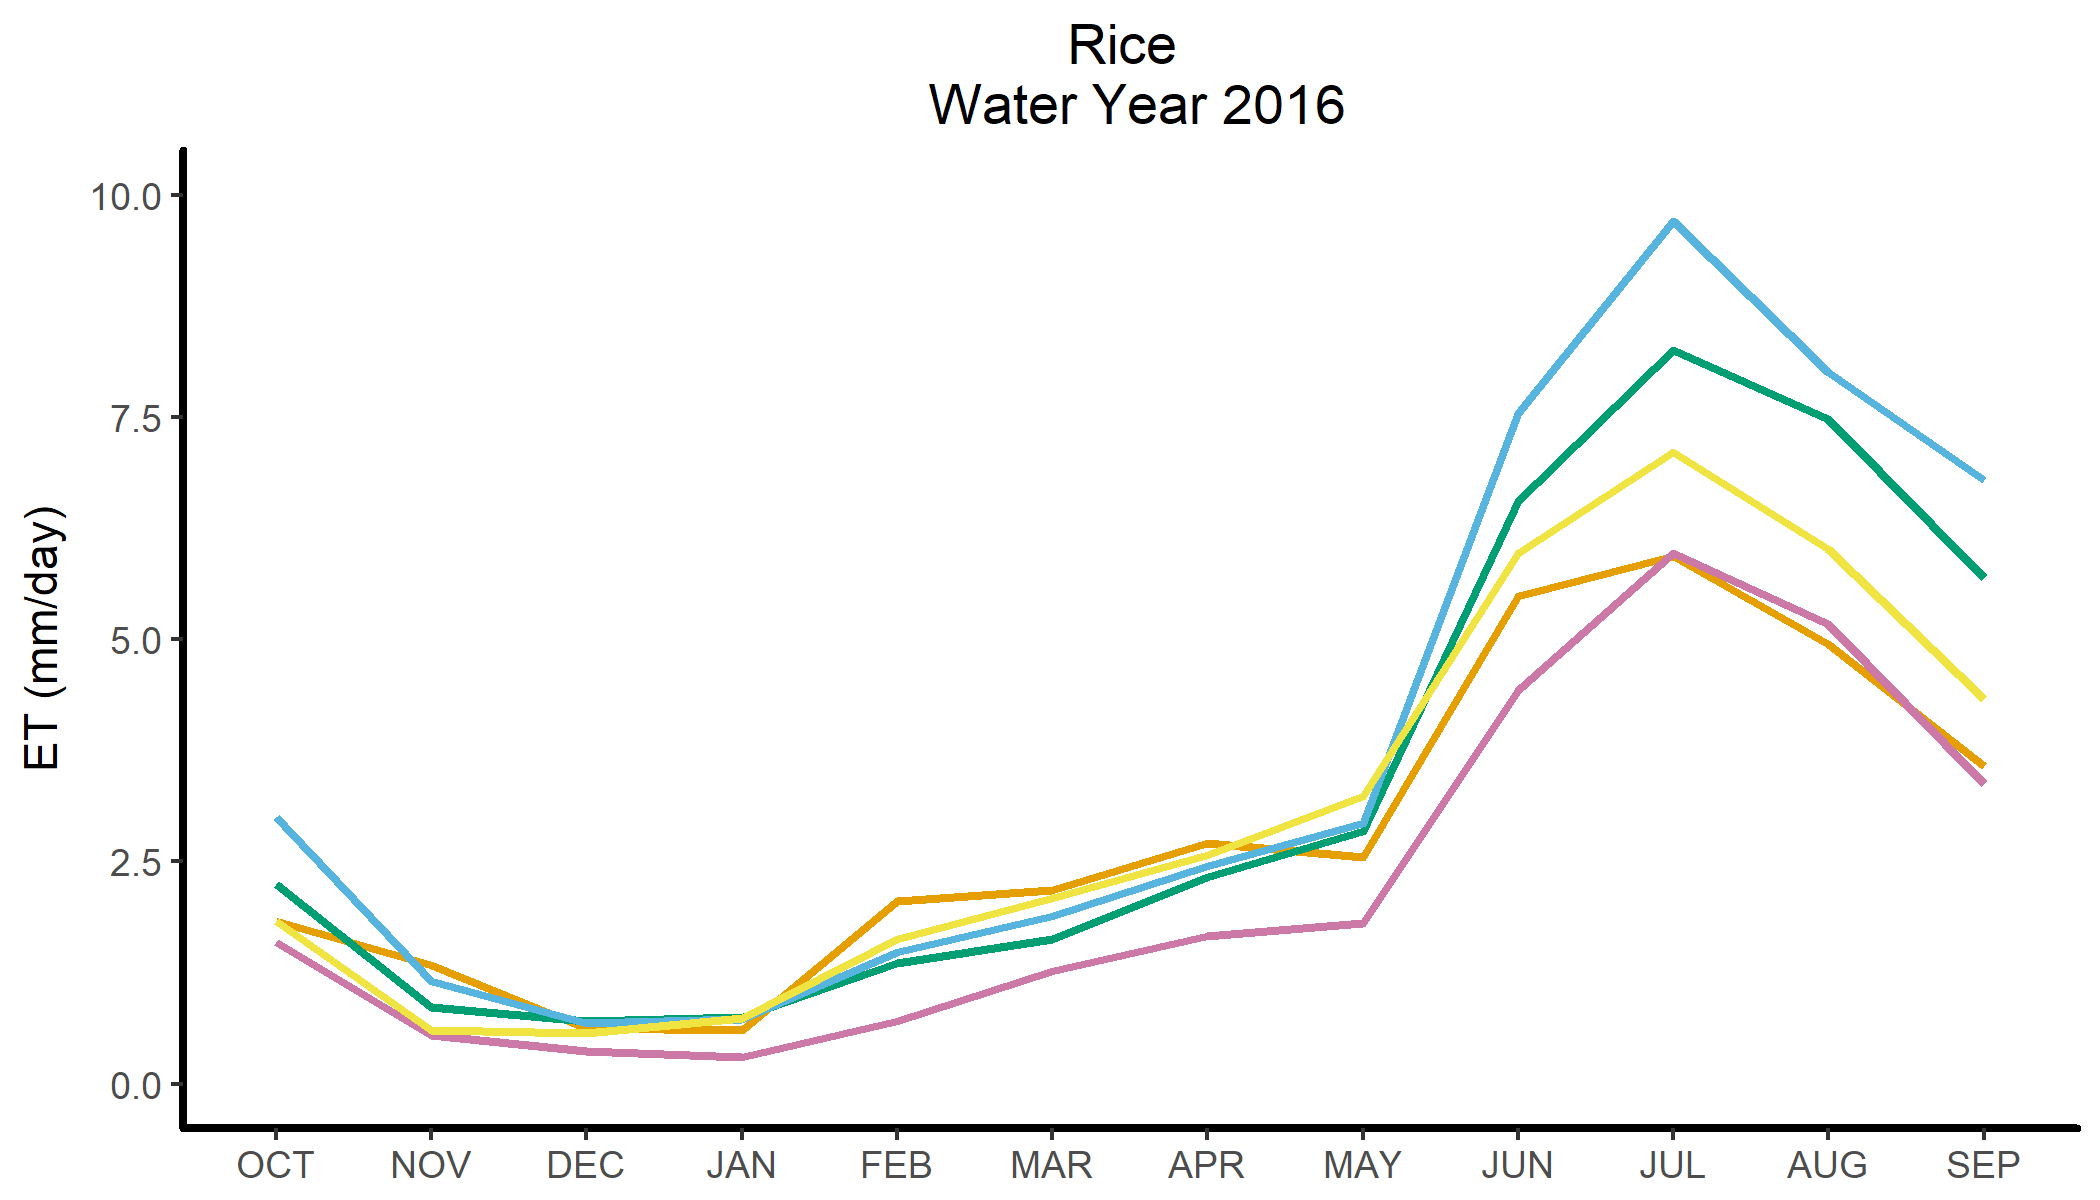 Rice
Water Year 2016
ET (mm/day)
10.0
7.5
5.0
2.5
0.0
OCT NOV DEC JAN FEB MAR APR MAY JUN JUL AUG SEP